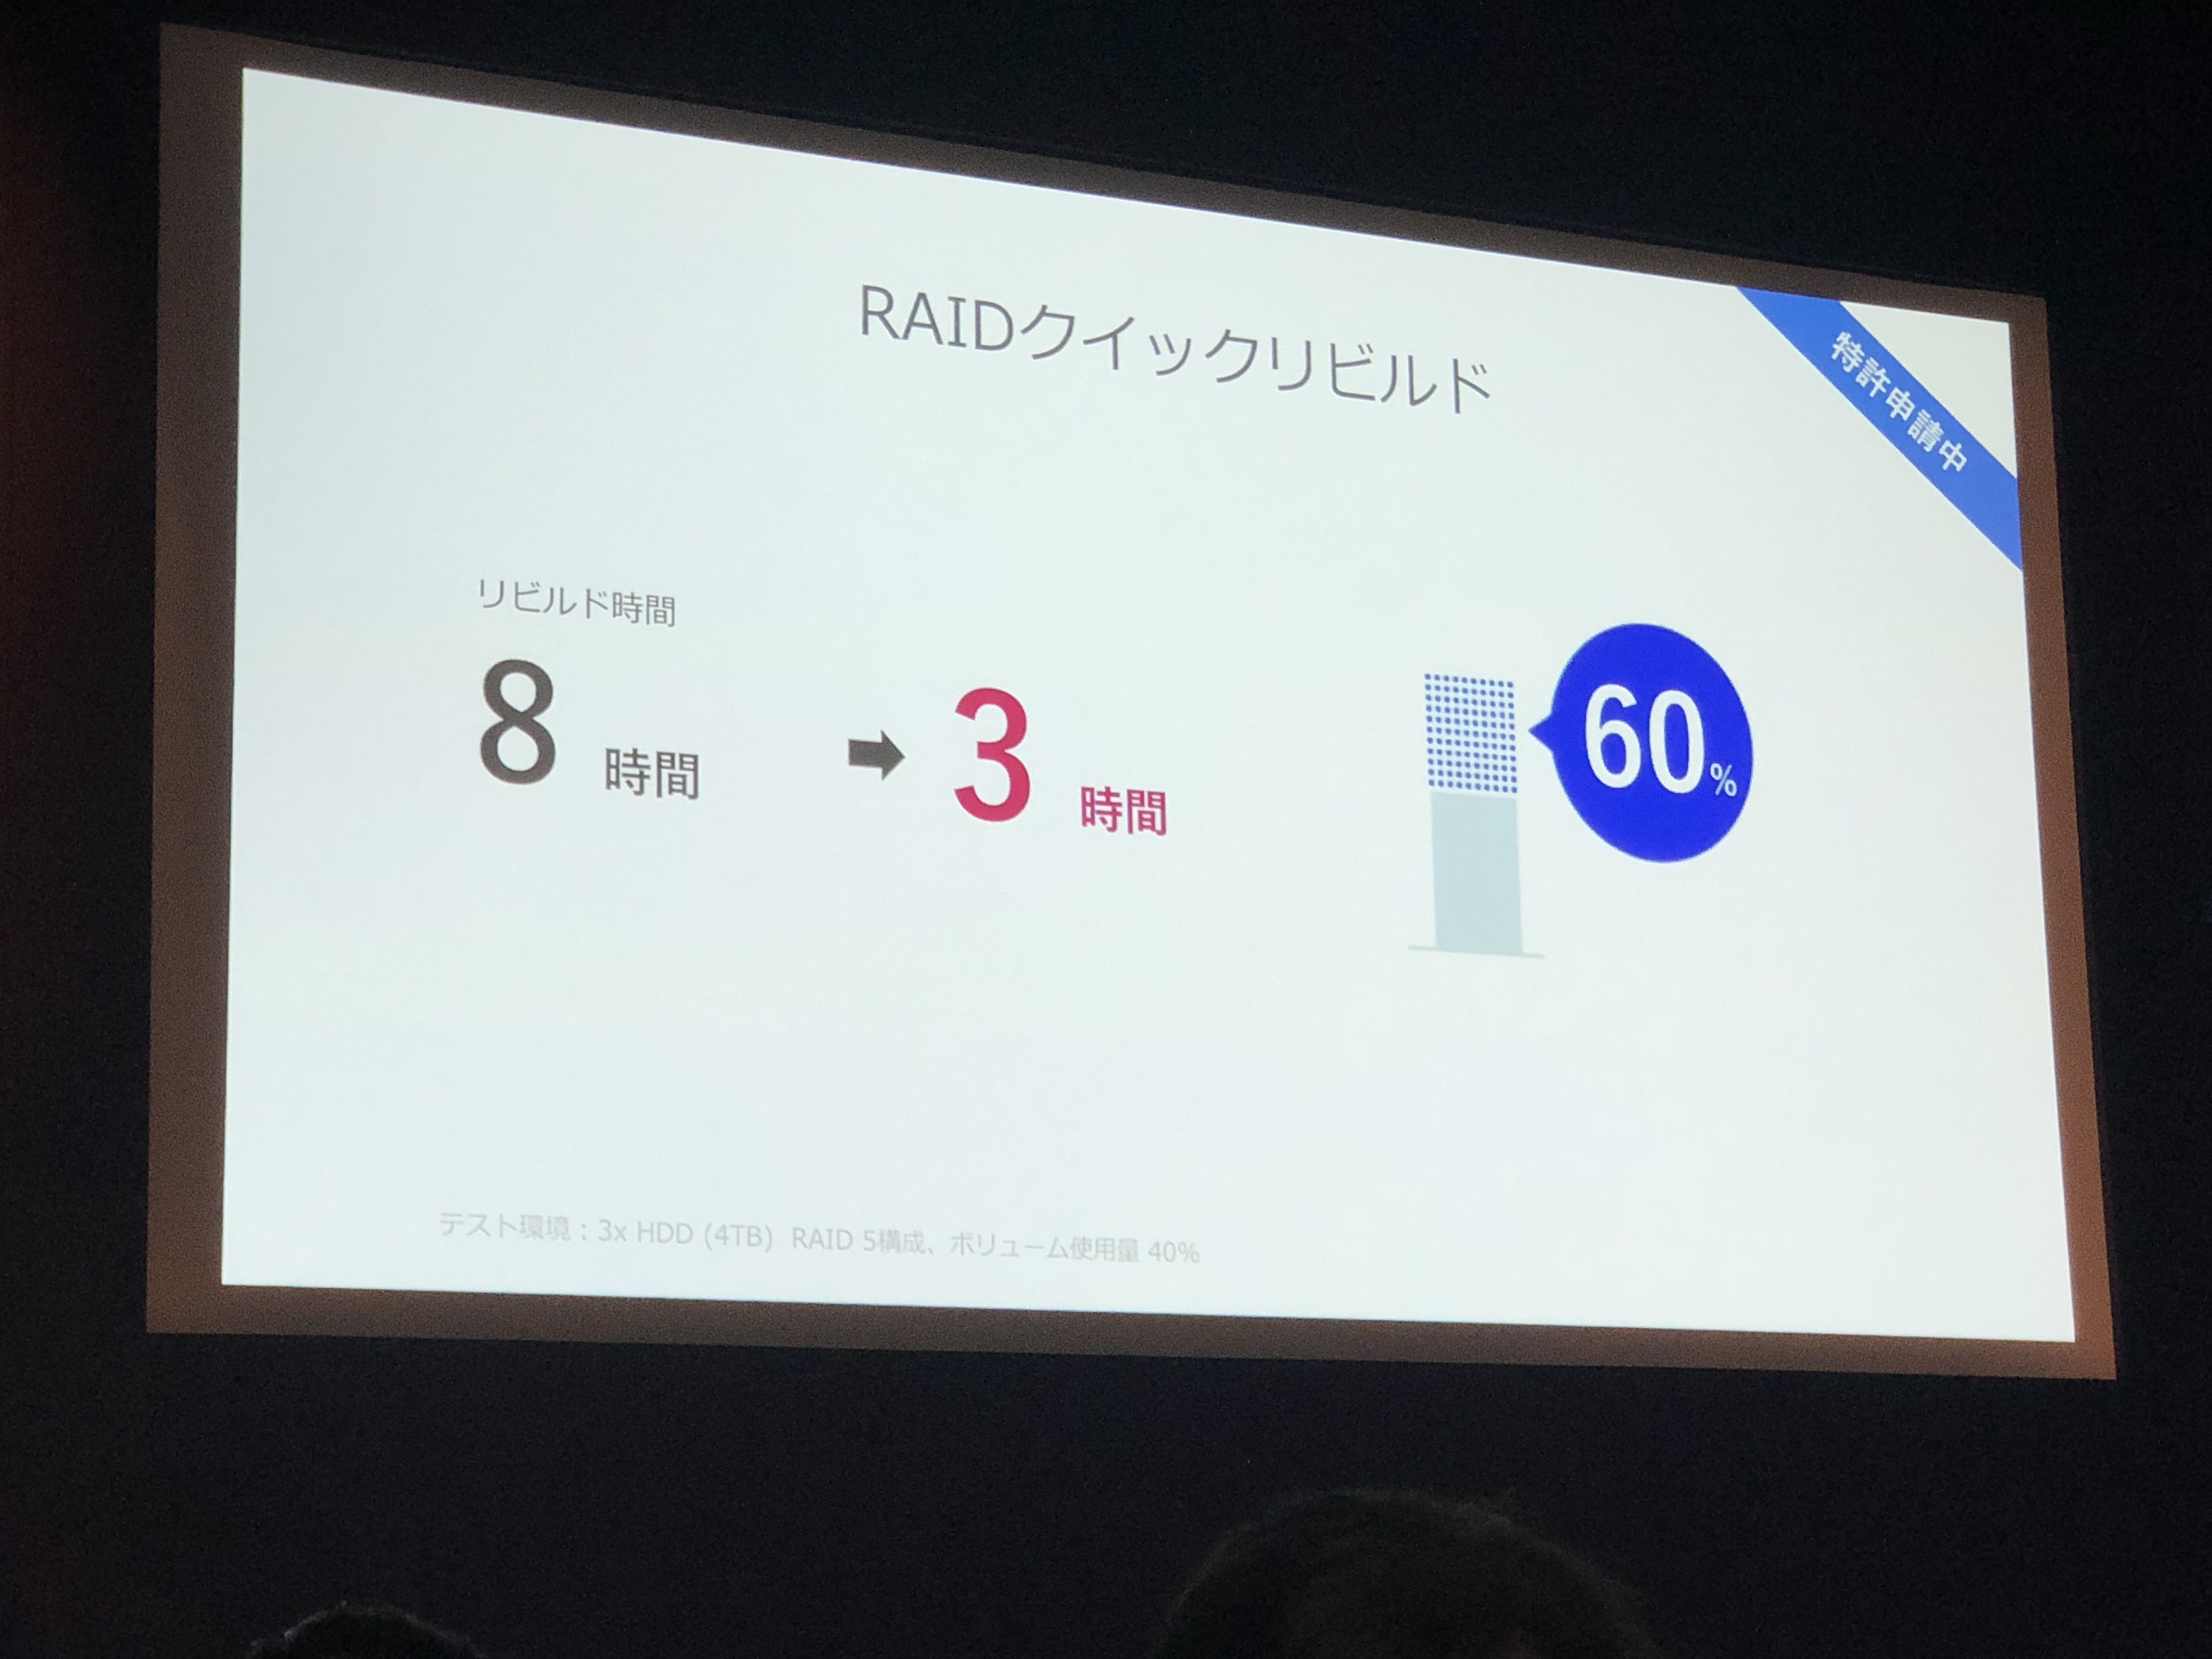 RAIDクイックリビルド
特許申請中
リビルド時間
8 時間
3 時間
60%
テスト環境：3x HDD (4TB) RAID 5構成、ボリューム使用量 40%